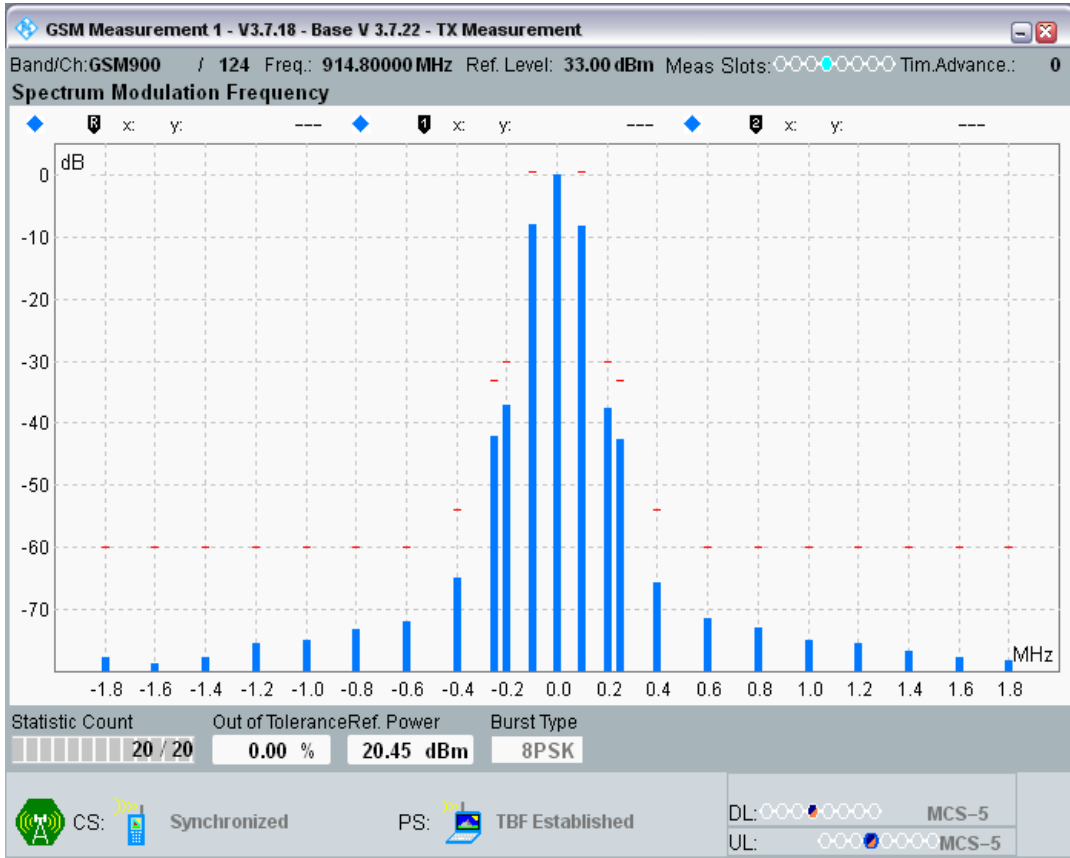 GSM Measurement 1 - V3.7.18 - Base V 3.7.22 - TX Measurement
Band/Ch:GSM900 / 124 Freq.: 914.80000 MHz Ref. Level: 33.00 dBm Meas Slots: Tim.Advance.: 0
Spectrum Modulation Frequency
R x: y: --- 1 x: y: --- 2 x: y: ---
dB
0
-10
-20
-30
-40
-50
-60
-70
MHz
-1.8 -1.6 -1.4 -1.2 -1.0 -0.8 -0.6 -0.4 -0.2 0.0 0.2 0.4 0.6 0.8 1.0 1.2 1.4 1.6 1.8
Statistic Count Out of Tolerance Ref. Power Burst Type
20 / 20 0.00 % 20.45 dBm 8PSK
CS: Synchronized PS: TBF Established
DL: MCS-5
UL: MCS-5